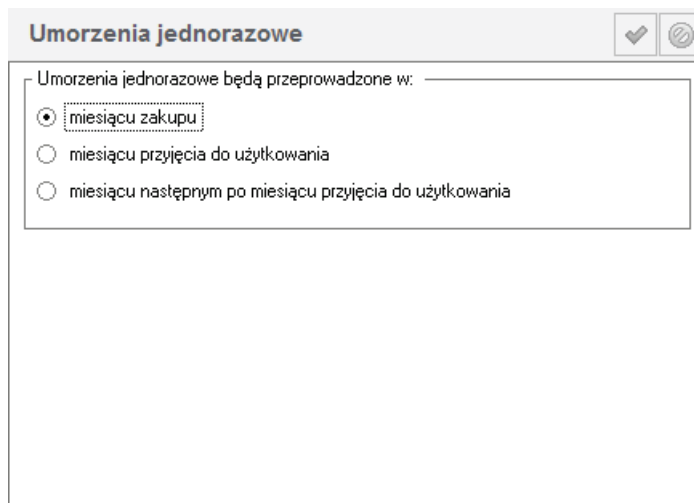 Umorzenia jednorazowe
Umorzenia jednorazowe będą przeprowadzone w:
miesiącu zakupu
miesiącu przyjęcia do użytkowania
miesiącu następnym po miesiącu przyjęcia do użytkowania